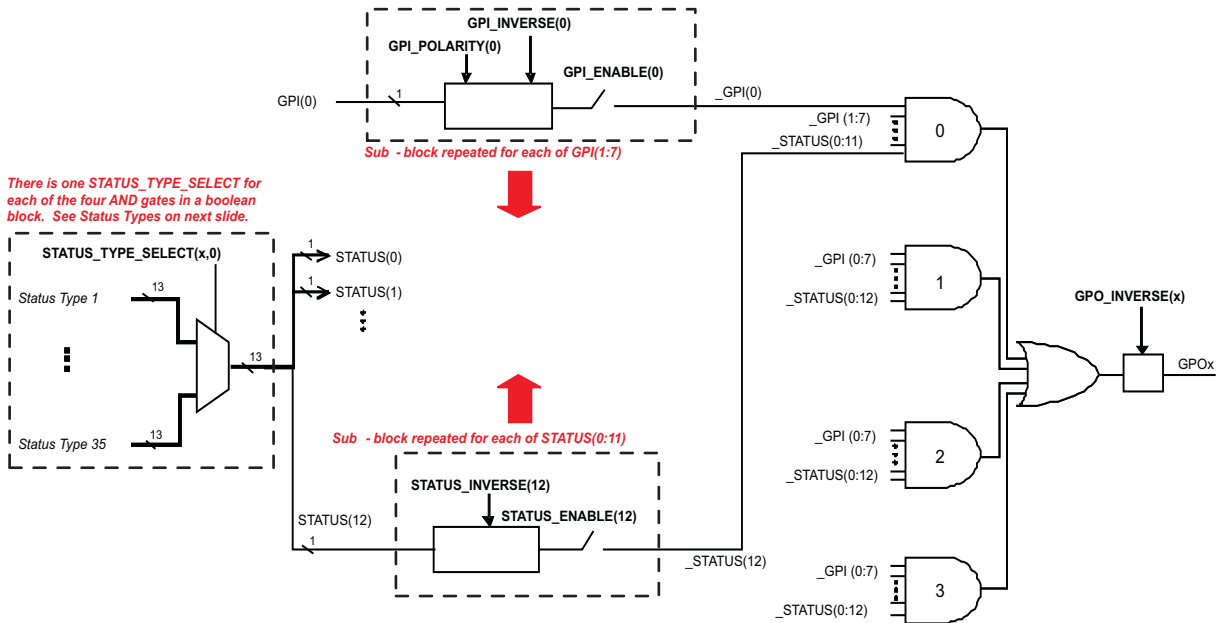 GPI_INVERSE(0)
GPI_POLARITY(0)
GPI_ENABLE(0)
GPI(0)
1
_GPI(0)
_GPI (1:7)
_STATUS(0:11)
0
Sub - block repeated for each of GPI(1:7)
There is one STATUS_TYPE_SELECT for
each of the four AND gates in a boolean
block. See Status Types on next slide.
STATUS_TYPE_SELECT(x,0)
Status Type 1
13
13
Status Type 35
13
1
STATUS(0)
1
STATUS(1)
_GPI (0:7)
_STATUS(0:12)
1
GPO_INVERSE(x)
GPOx
Sub - block repeated for each of STATUS(0:11)
STATUS_INVERSE(12)
STATUS_ENABLE(12)
STATUS(12)
1
_STATUS(12)
_GPI (0:7)
_STATUS(0:12)
2
_GPI (0:7)
_STATUS(0:12)
3